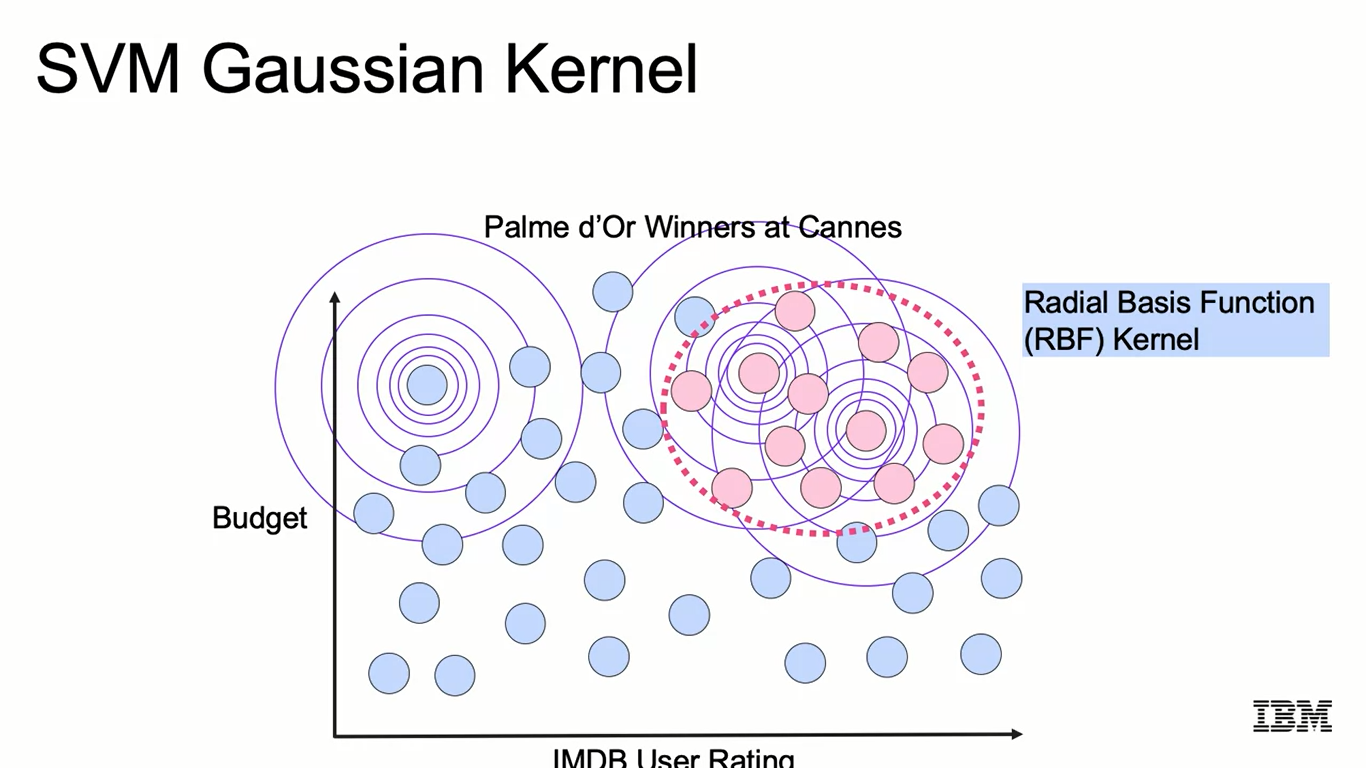 SVM Gaussian Kernel
Palme d’Or Winners at Cannes
Radial Basis Function
(RBF) Kernel
Budget
IMDB User Rating
IBM